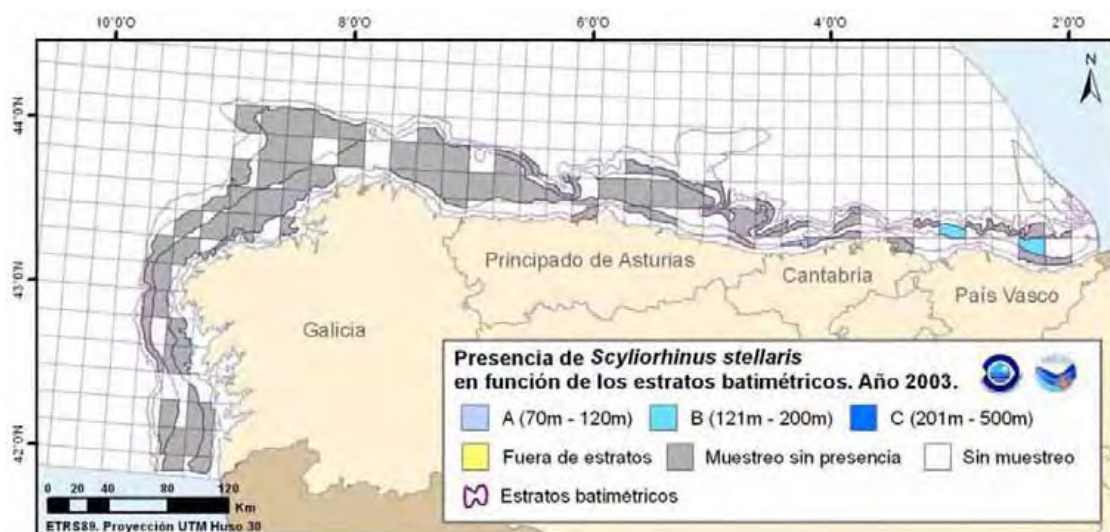 10°0'O 8°0'O 6°0'O 4°0'O 2°0'O
N
44°0'N
43°0'N
42°0'N
Principado de Asturias
Cantabria
País Vasco
Galicia
Presencia de Scyliorhinus stellaris
en función de los estratos batimétricos. Año 2003.
A (70m - 120m) B (121m - 200m) C (201m - 500m)
Fuera de estratos Muestreo sin presencia Sin muestreo
Estratos batimétricos
0 20 40 80 120
Km
ETRS89. Proyección UTM Huso 30